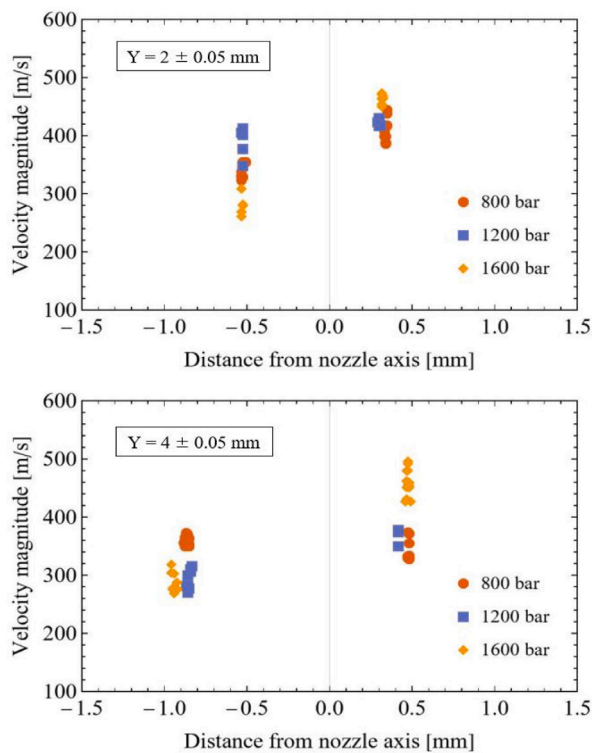 600
Y = 2 ± 0.05 mm
500
400
300
200
100
Velocity magnitude [m/s]
800 bar
1200 bar
1600 bar
−1.5 −1.0 −0.5 0.0 0.5 1.0 1.5
Distance from nozzle axis [mm]
600
Y = 4 ± 0.05 mm
500
400
300
200
100
Velocity magnitude [m/s]
800 bar
1200 bar
1600 bar
−1.5 −1.0 −0.5 0.0 0.5 1.0 1.5
Distance from nozzle axis [mm]